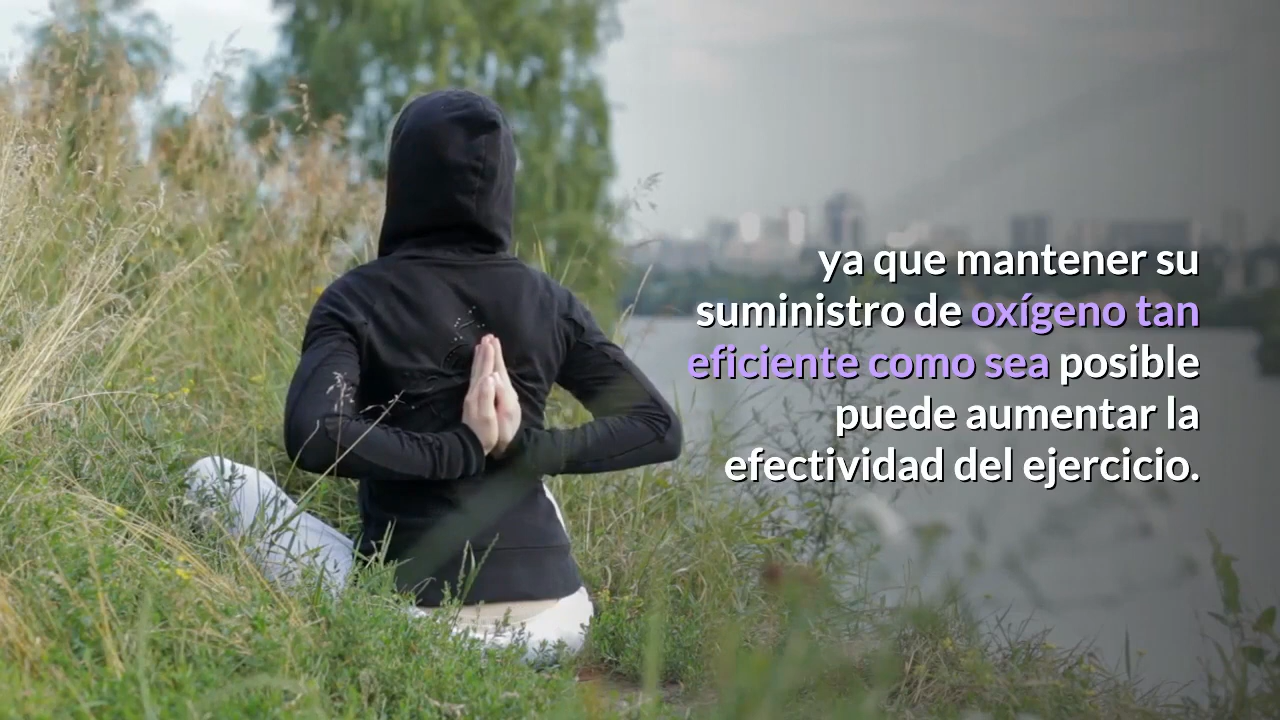 ya que mantener su
suministro de oxígeno tan
eficiente como sea posible
puede aumentar la
efectividad del ejercicio.